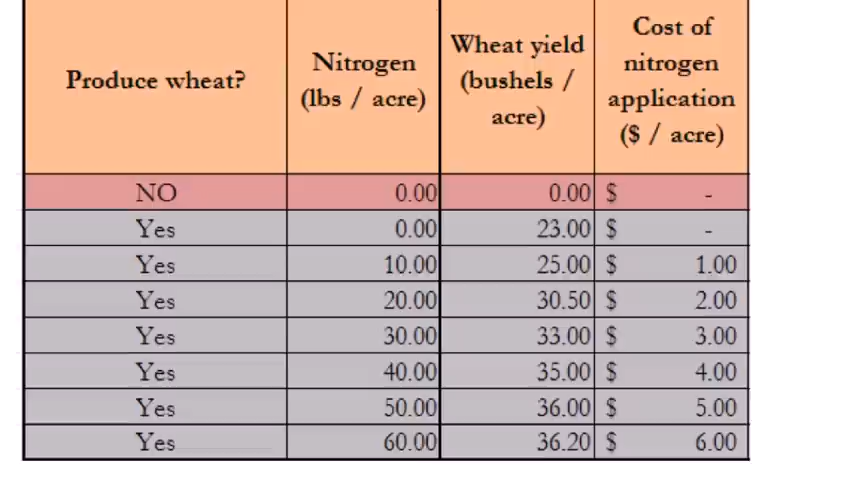 Produce wheat? Nitrogen (lbs / acre) Wheat yield (bushels / acre) Cost of nitrogen application ($ / acre)
NO 0.00 0.00 $ -
Yes 0.00 23.00 $ -
Yes 10.00 25.00 $ 1.00
Yes 20.00 30.50 $ 2.00
Yes 30.00 33.00 $ 3.00
Yes 40.00 35.00 $ 4.00
Yes 50.00 36.00 $ 5.00
Yes 60.00 36.20 $ 6.00